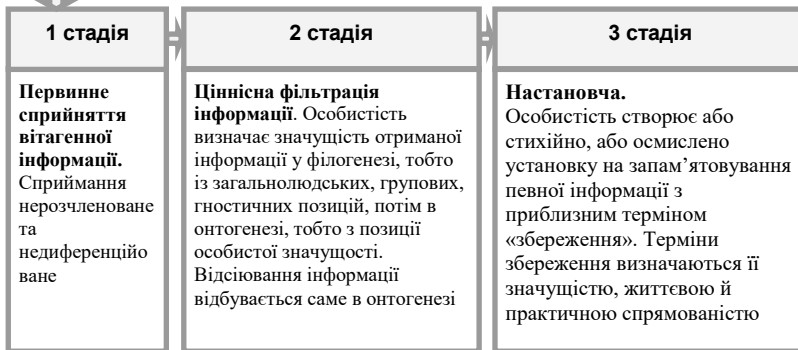 1 стадія
2 стадія
3 стадія
Первинне
сприйняття
вітагенної
інформації.
Сприймання
нерозчленоване
та
недиференційо
ване
Ціннісна фільтрація
інформації. Особистість
визначає значущість отриманої
інформації у філогенезі, тобто
із загальнолюдських, групових,
гностичних позицій, потім в
онтогенезі, тобто з позиції
особистої значущості.
Відсіювання інформації
відбувається саме в онтогенезі
Настановча.
Особистість створює або
стихійно, або осмислено
установку на запам’ятовування
певної інформації з
приблизним терміном
«збереження». Терміни
збереження визначаються її
значущістю, життєвою й
практичною спрямованістю